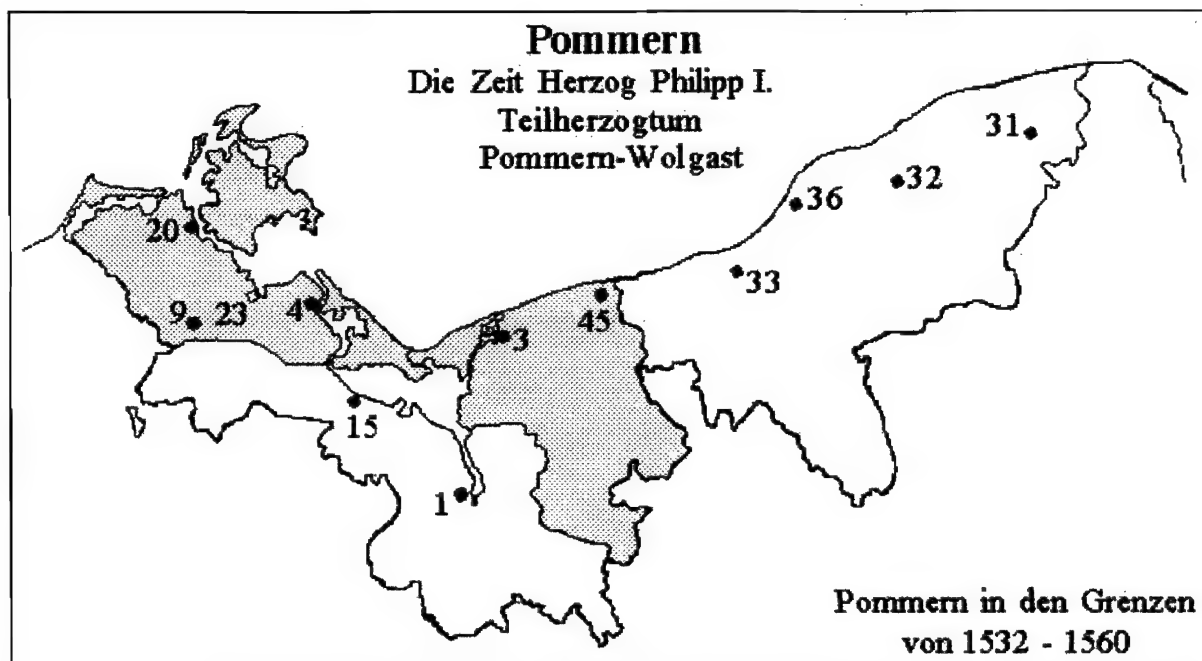 Pommern
Die Zeit Herzog Philipp I.
Teilherzogtum
Pommern-Wolgast
31
32
36
20
33
4
45
9 23
3
15
1
Pommern in den Grenzen
von 1532 - 1560